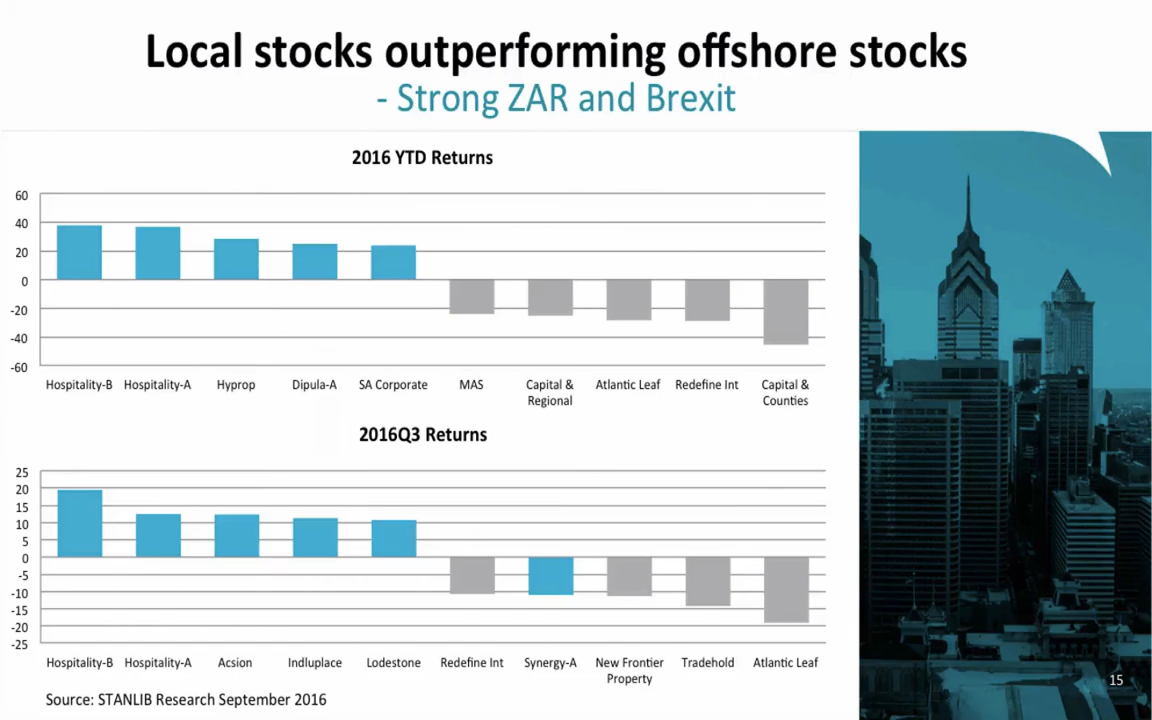 Local stocks outperforming offshore stocks
- Strong ZAR and Brexit
2016 YTD Returns
60
40
20
0
-20
-40
-60
Hospitality-B Hospitality-A Hyprop Dipula-A SA Corporate MAS Capital & Atlantic Leaf Redefine Int Capital &
Regional Counties
2016Q3 Returns
25
20
15
10
5
0
-5
-10
-15
-20
-25
Hospitality-B Hospitality-A Acsion Indluplace Lodestone Redefine Int Synergy-A New Frontier Tradehold Atlantic Leaf
Property
Source: STANLIB Research September 2016
15